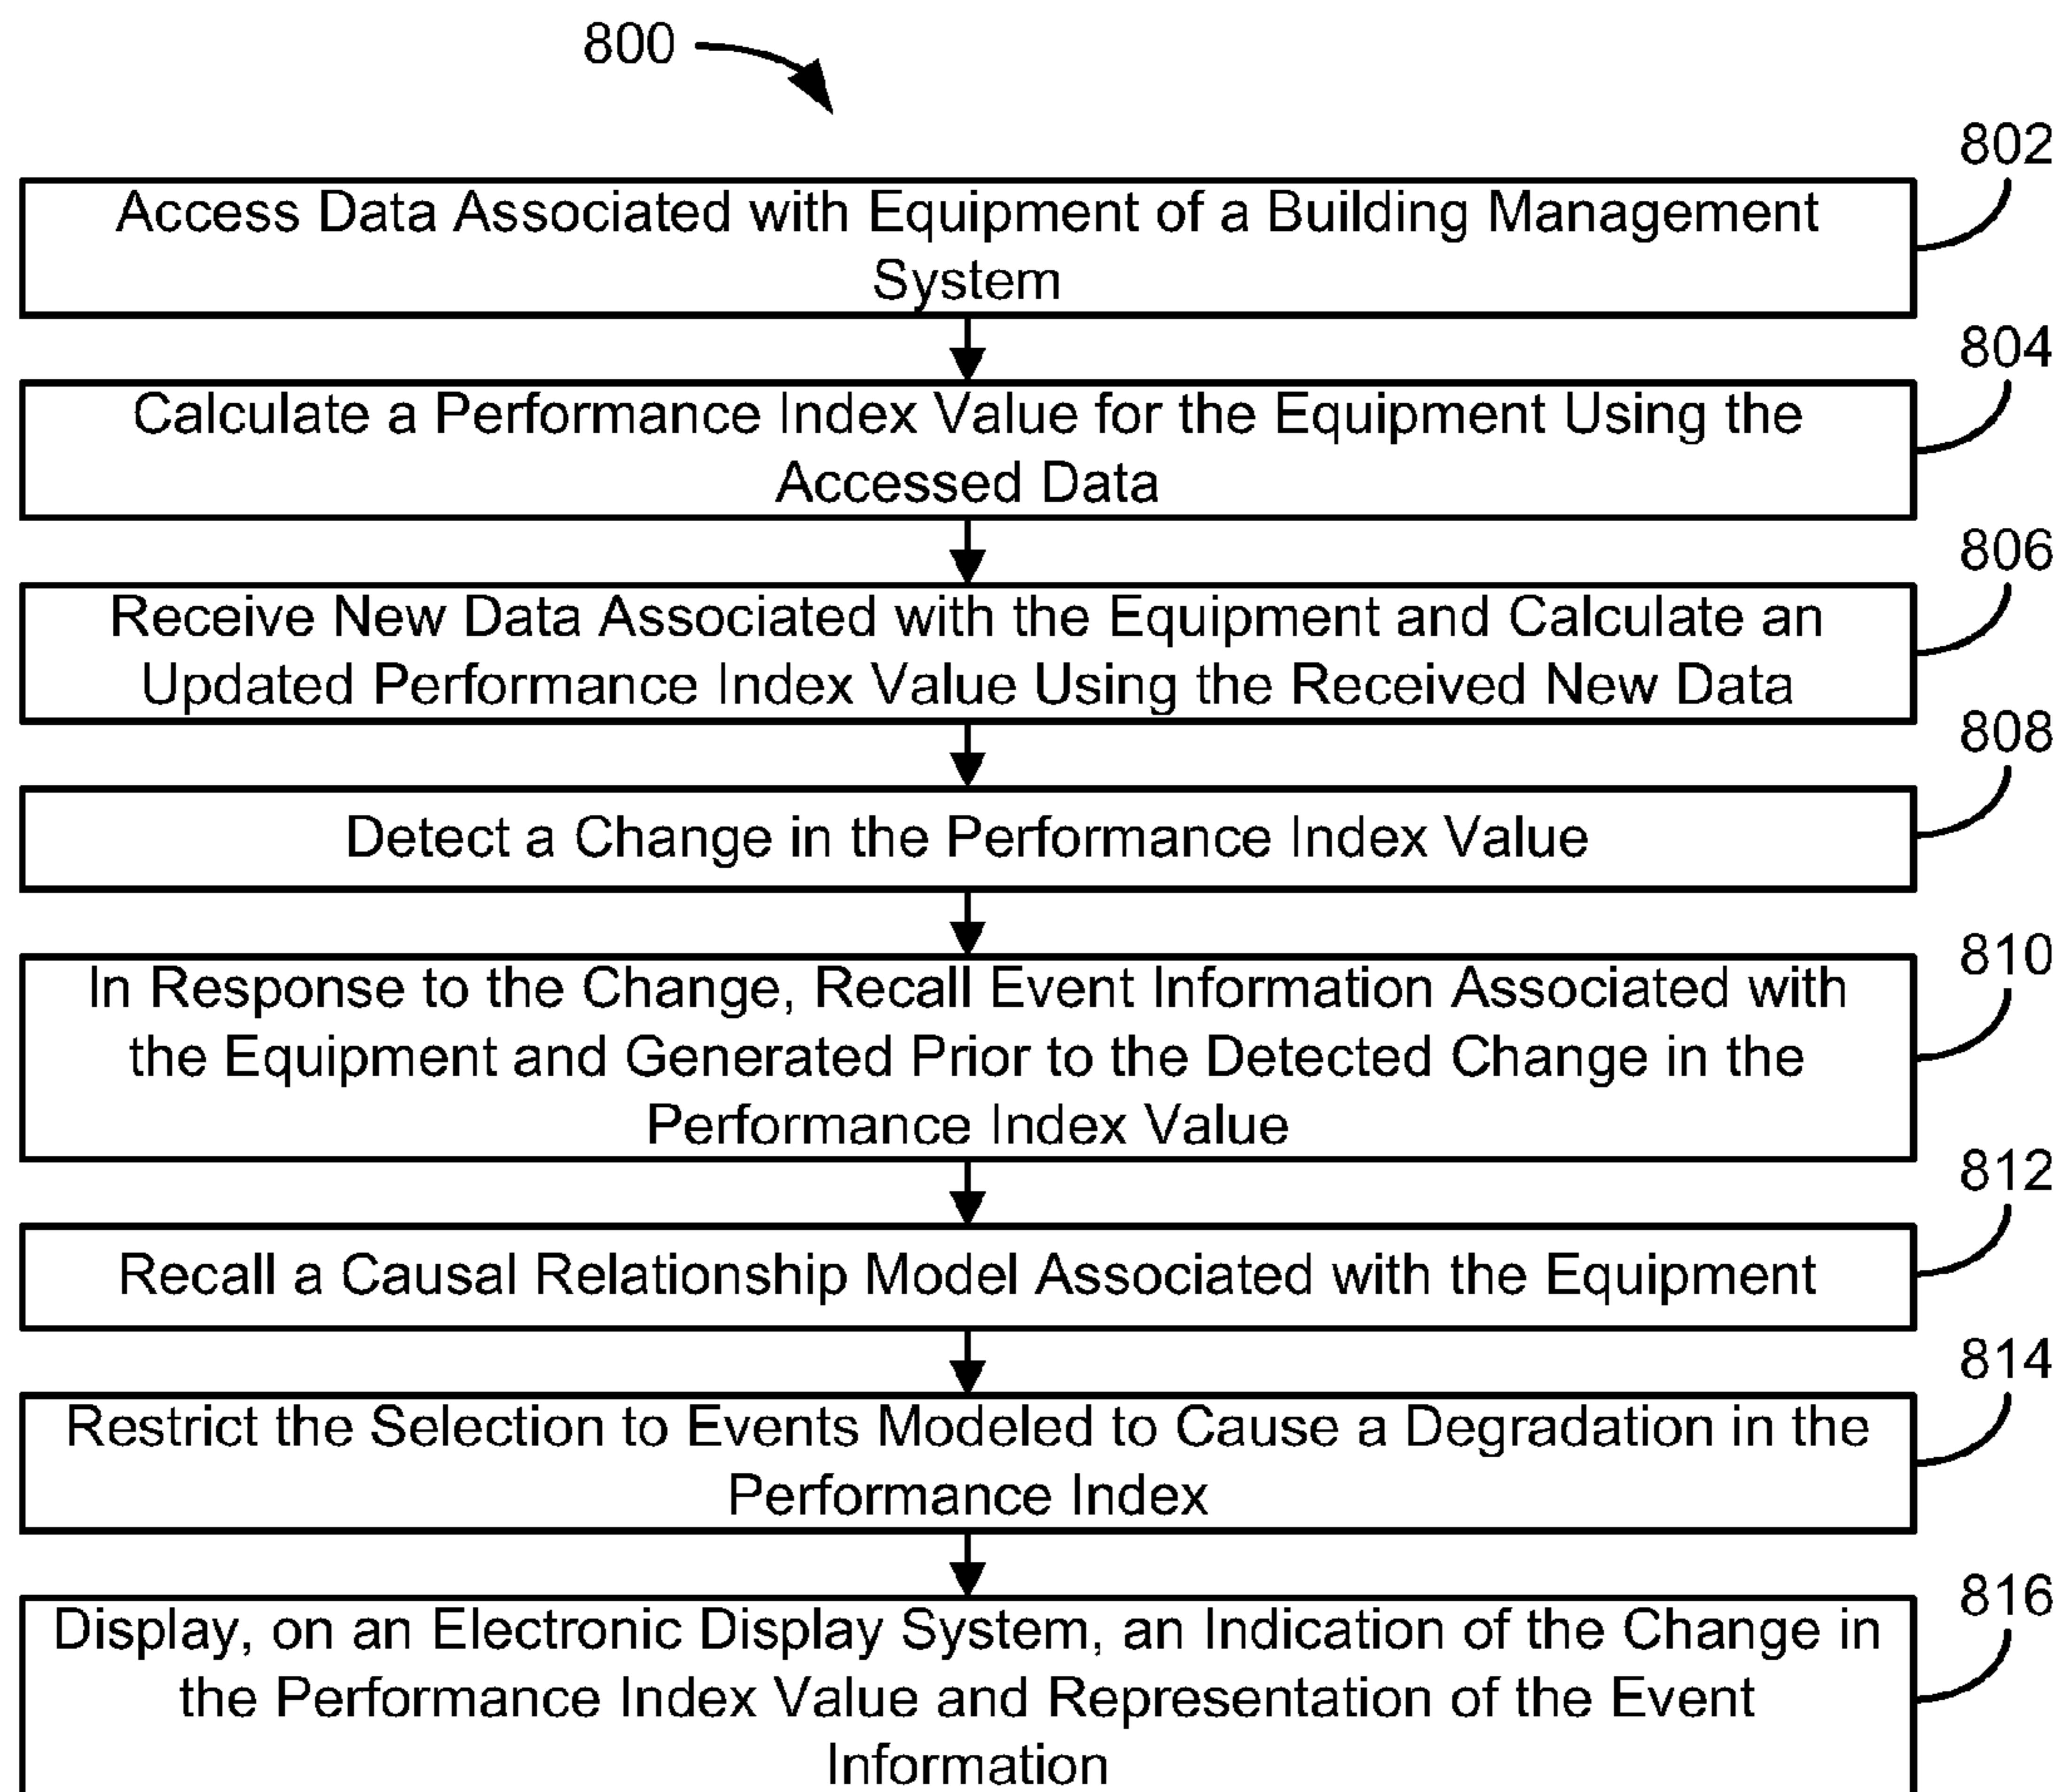 800
802
Access Data Associated with Equipment of a Building Management
System
804
Calculate a Performance Index Value for the Equipment Using the
Accessed Data
806
Receive New Data Associated with the Equipment and Calculate an
Updated Performance Index Value Using the Received New Data
808
Detect a Change in the Performance Index Value
810
In Response to the Change, Recall Event Information Associated with
the Equipment and Generated Prior to the Detected Change in the
Performance Index Value
812
Recall a Causal Relationship Model Associated with the Equipment
814
Restrict the Selection to Events Modeled to Cause a Degradation in the
Performance Index
816
Display, on an Electronic Display System, an Indication of the Change in
the Performance Index Value and Representation of the Event
Information